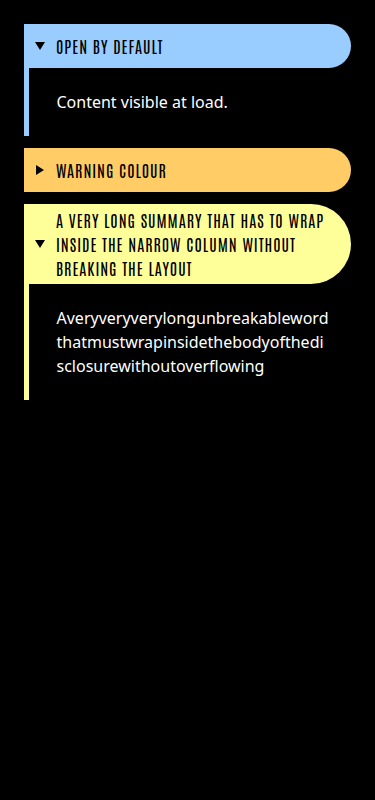 OPEN BY DEFAULT
Content visible at load.
WARNING COLOUR
A VERY LONG SUMMARY THAT HAS TO WRAP
INSIDE THE NARROW COLUMN WITHOUT
BREAKING THE LAYOUT
Averyveryverylongunbreakableword
thatmustwrapinsidethebodyofthedi
sclosurewithoutoverflowing